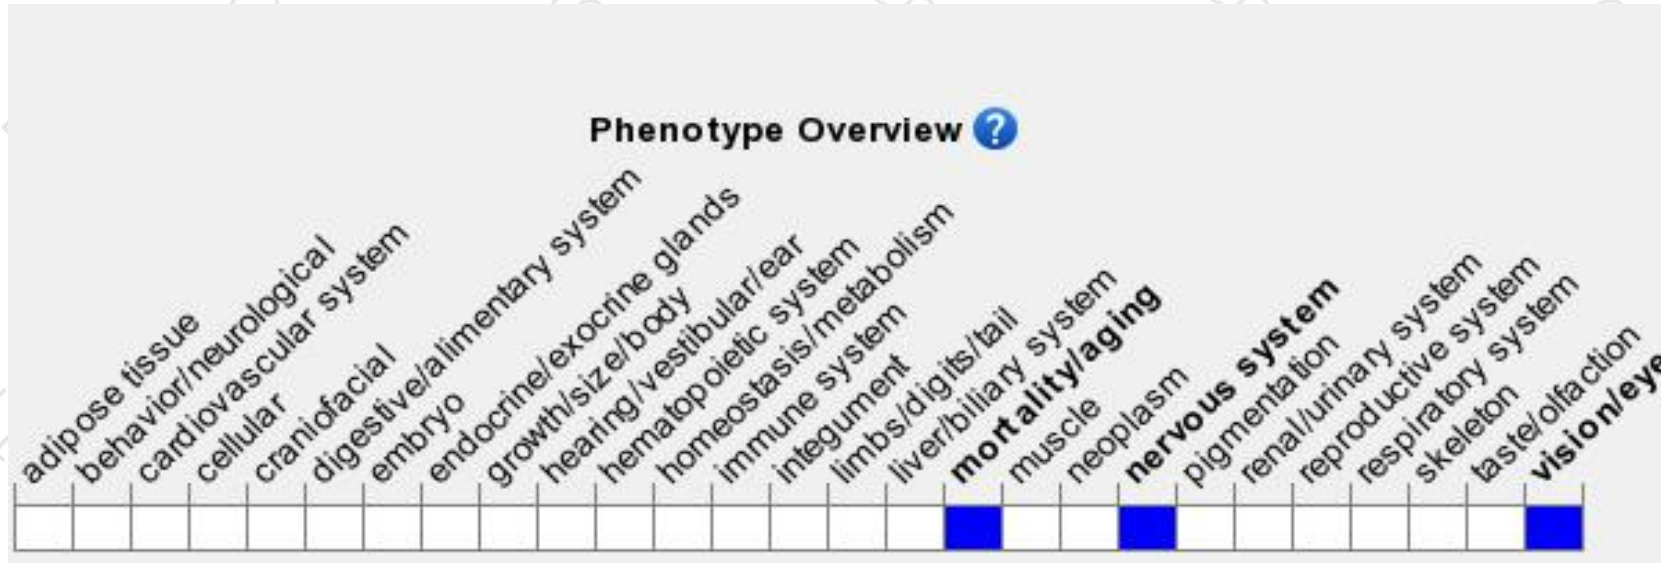 Phenotype Overview ?
adipose tissue
behavior/neurological
cardiovascular system
cellular
craniofacial
digestive/alimentary system
embryo
endocrine/exocrine glands
growth/size/body
hearing/vestibular/ear
hematopoietic system
homeostasis/metabolism
immune system
integument
limbs/digits/tail
liver/biliary system
mortality/aging
muscle
neoplasm
nervous system
pigmentation
renal/urinary system
reproductive system
respiratory system
skeleton
taste/olfaction
vision/eye